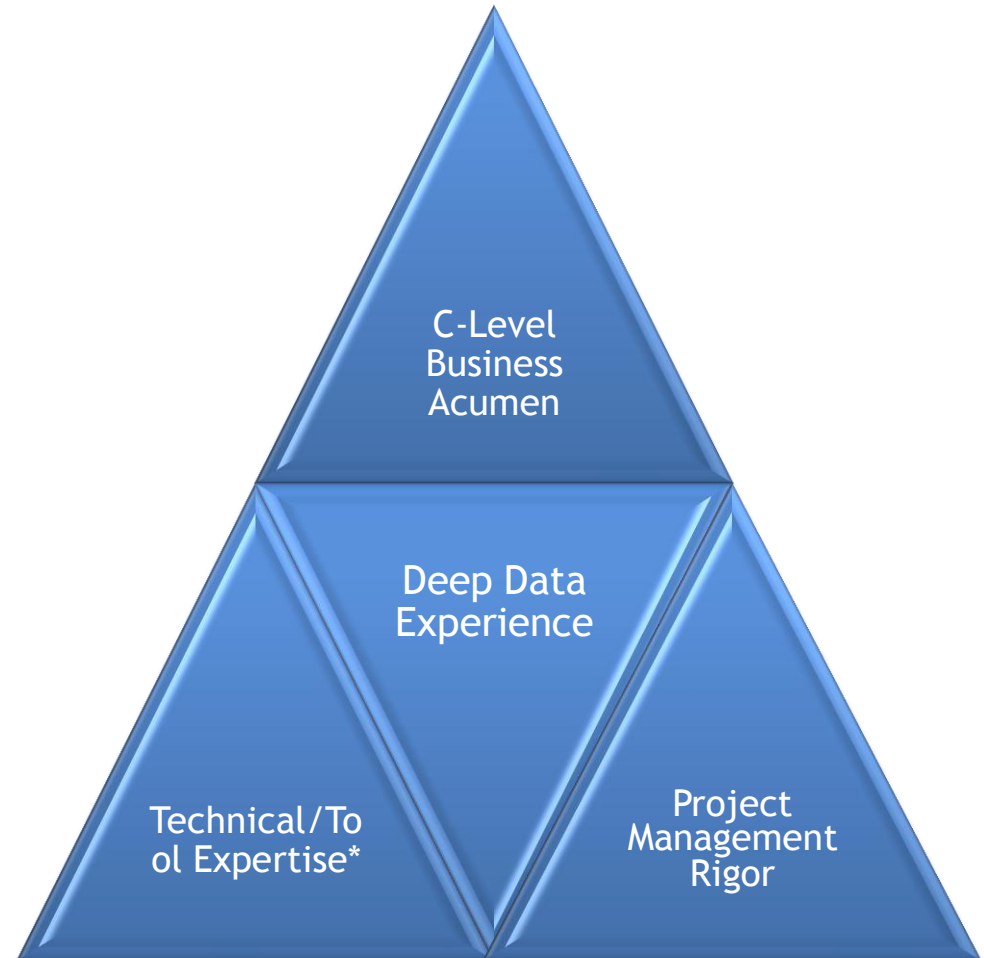 C-Level
Business
Acumen
Deep Data
Experience
Technical/To
ol Expertise*
Project
Management
Rigor